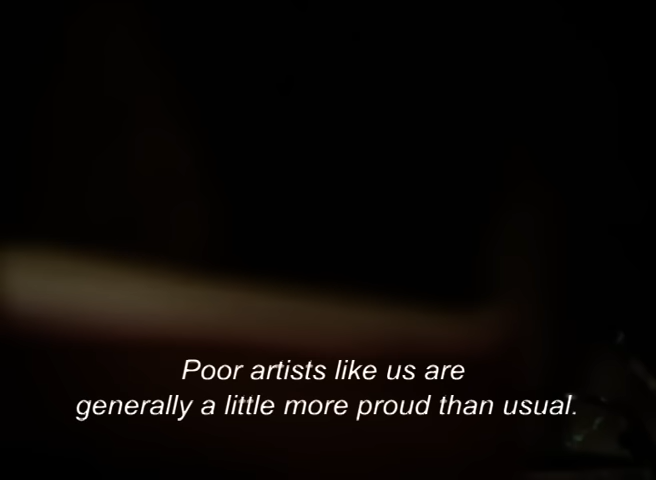 Poor artists like us are
generally a little more proud than usual.